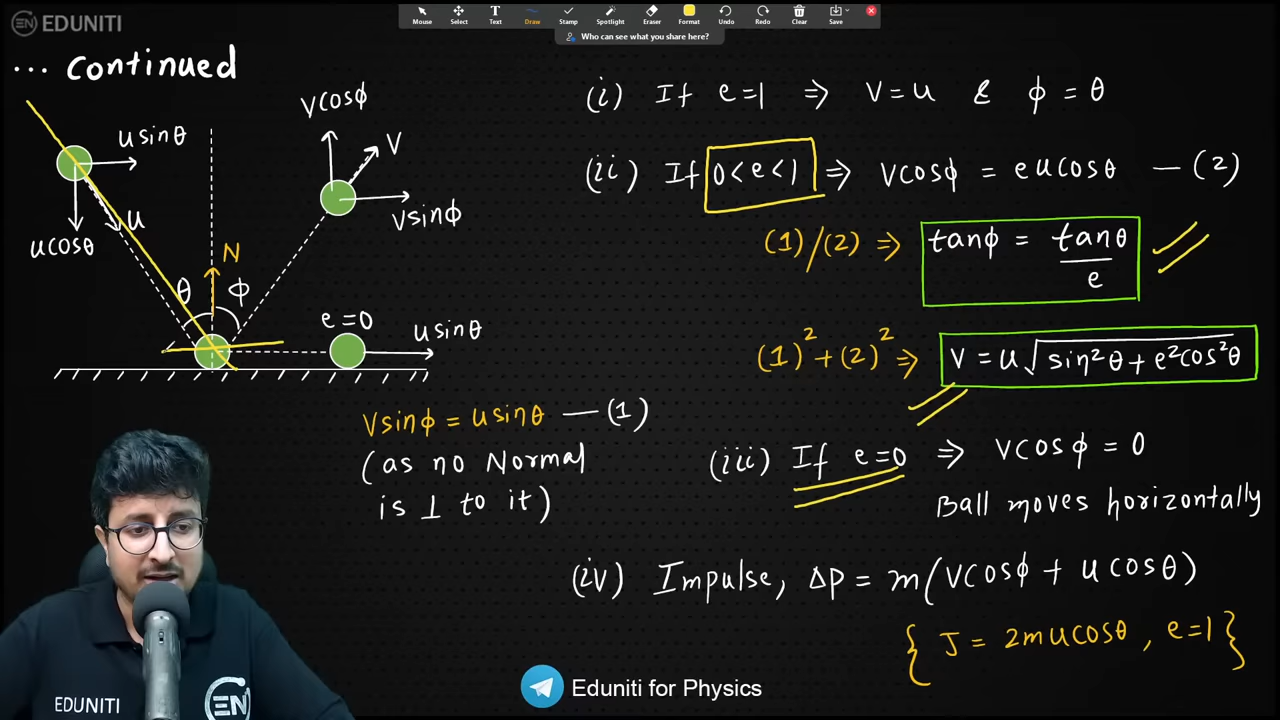 EDUNITI
Mouse Select Text Draw Stamp Spotlight Eraser Format Undo Redo Clear Save
Who can see what you share here?
... Continued
usinθ
ucosθ
u
N
θ
φ
vcosφ
v
vsinφ
e=0
usinθ
vsinφ = usinθ — (1)
(as no Normal
is ⊥ to it)
(i) If e=1 ⇒ v=u & φ=θ
(ii) If 0<e<1 ⇒ vcosφ = eucosθ — (2)
(1)/(2) ⇒ tanφ = tanθ/e
(1)²+(2)² ⇒ v = u√(sin²θ + e²cos²θ)
(iii) If e=0 ⇒ vcosφ = 0
Ball moves horizontally
(iv) Impulse, Δp = m(vcosφ + ucosθ)
{ J = 2mucosθ, e=1 }
Eduniti for Physics
EDUNITI
EN